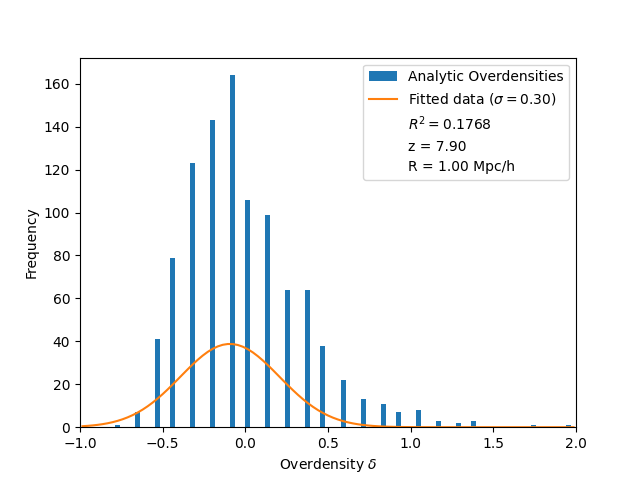 Analytic Overdensities
Fitted data (σ = 0.30)
R² = 0.1768
z = 7.90
R = 1.00 Mpc/h
160
140
120
100
80
60
40
20
0
Frequency
−1.0 −0.5 0.0 0.5 1.0 1.5 2.0
Overdensity δ